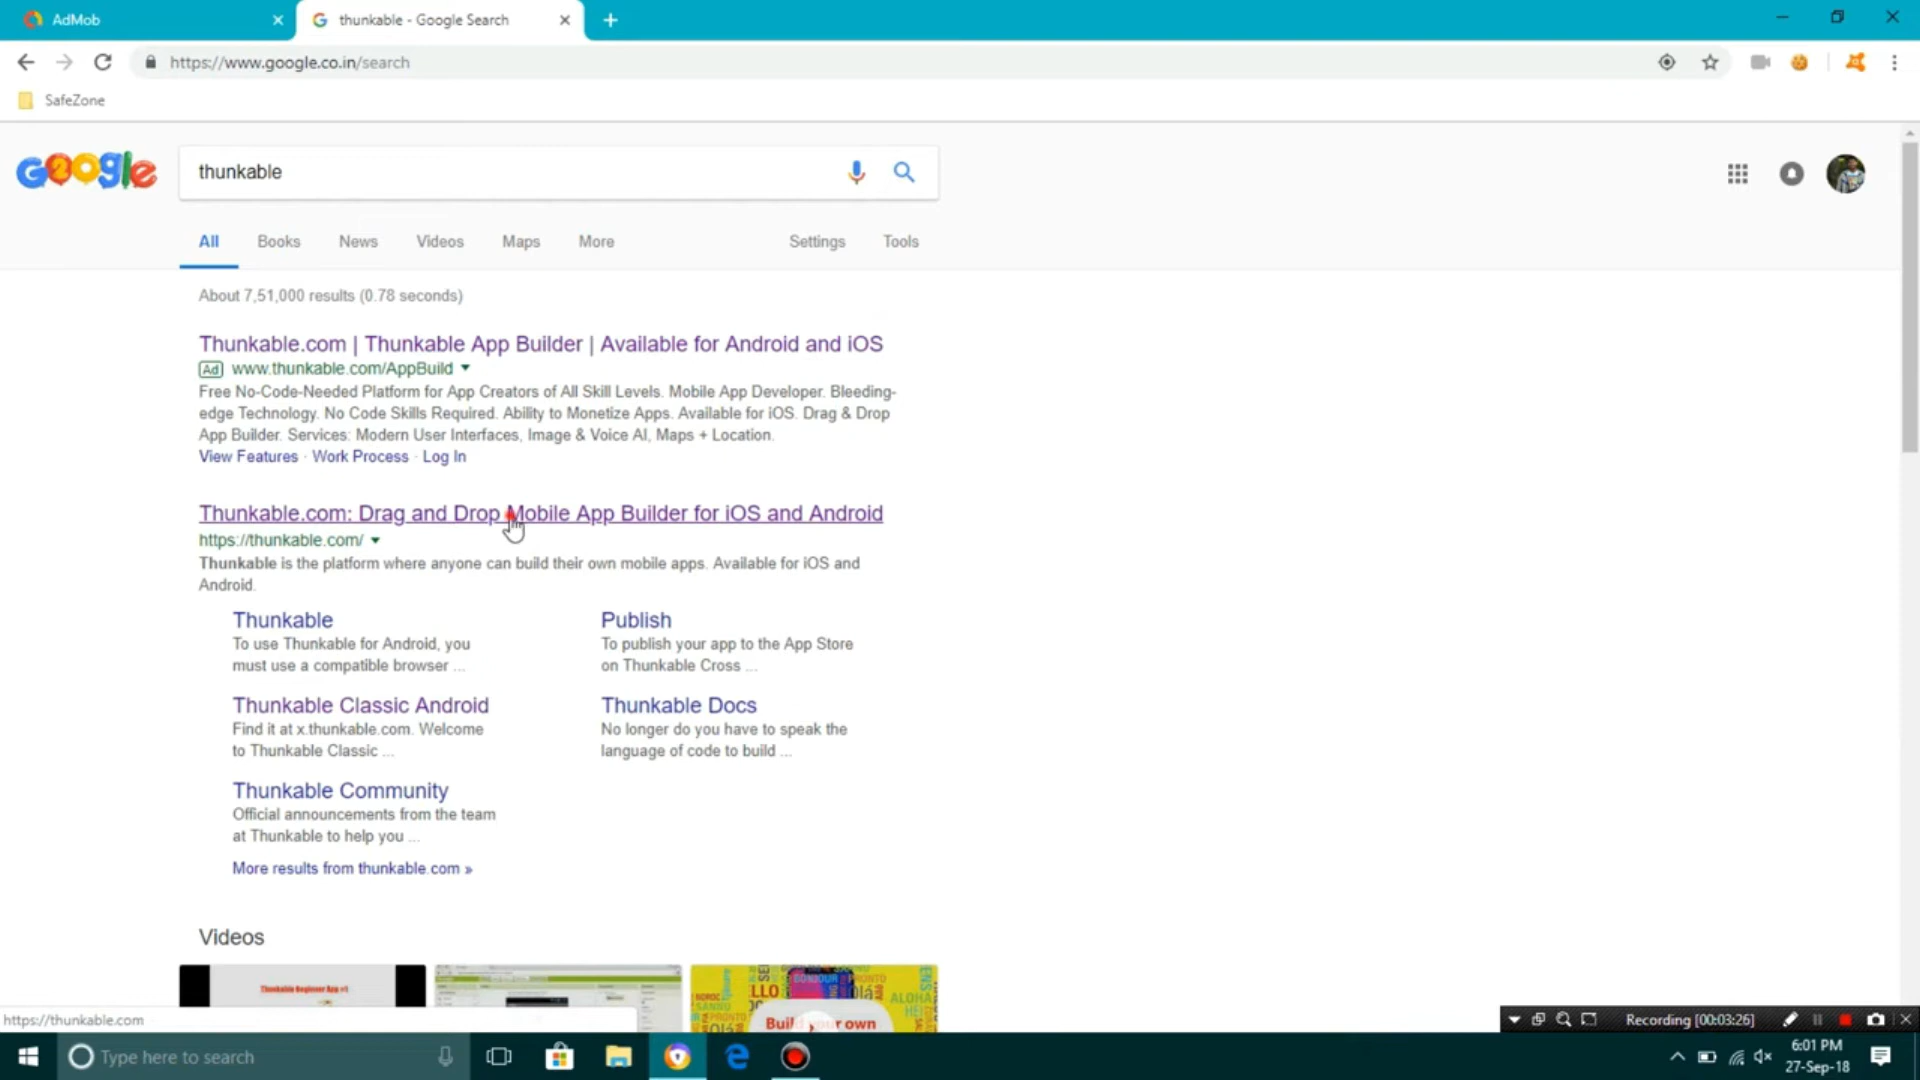 AdMob
thunkable - Google Search
https://www.google.co.in/search
SafeZone
Google
thunkable
All Books News Videos Maps More Settings Tools
About 7,51,000 results (0.78 seconds)
Thunkable.com | Thunkable App Builder | Available for Android and iOS
Ad www.thunkable.com/AppBuild
Free No-Code-Needed Platform for App Creators of All Skill Levels. Mobile App Developer. Bleeding-
edge Technology. No Code Skills Required. Ability to Monetize Apps. Available for iOS. Drag & Drop
App Builder. Services: Modern User Interfaces, Image & Voice AI, Maps + Location.
View Features · Work Process · Log In
Thunkable.com: Drag and Drop Mobile App Builder for iOS and Android
https://thunkable.com/
Thunkable is the platform where anyone can build their own mobile apps. Available for iOS and
Android.
Thunkable
To use Thunkable for Android, you
must use a compatible browser ...
Publish
To publish your app to the App Store
on Thunkable Cross ...
Thunkable Classic Android
Find it at x.thunkable.com. Welcome
to Thunkable Classic ...
Thunkable Docs
No longer do you have to speak the
language of code to build ...
Thunkable Community
Official announcements from the team
at Thunkable to help you ...
More results from thunkable.com »
Videos
Thunkable Beginner App #1
BONJOUR
ALOHA
Build your own
https://thunkable.com
Recording [00:03:26]
Type here to search
6:01 PM
27-Sep-18